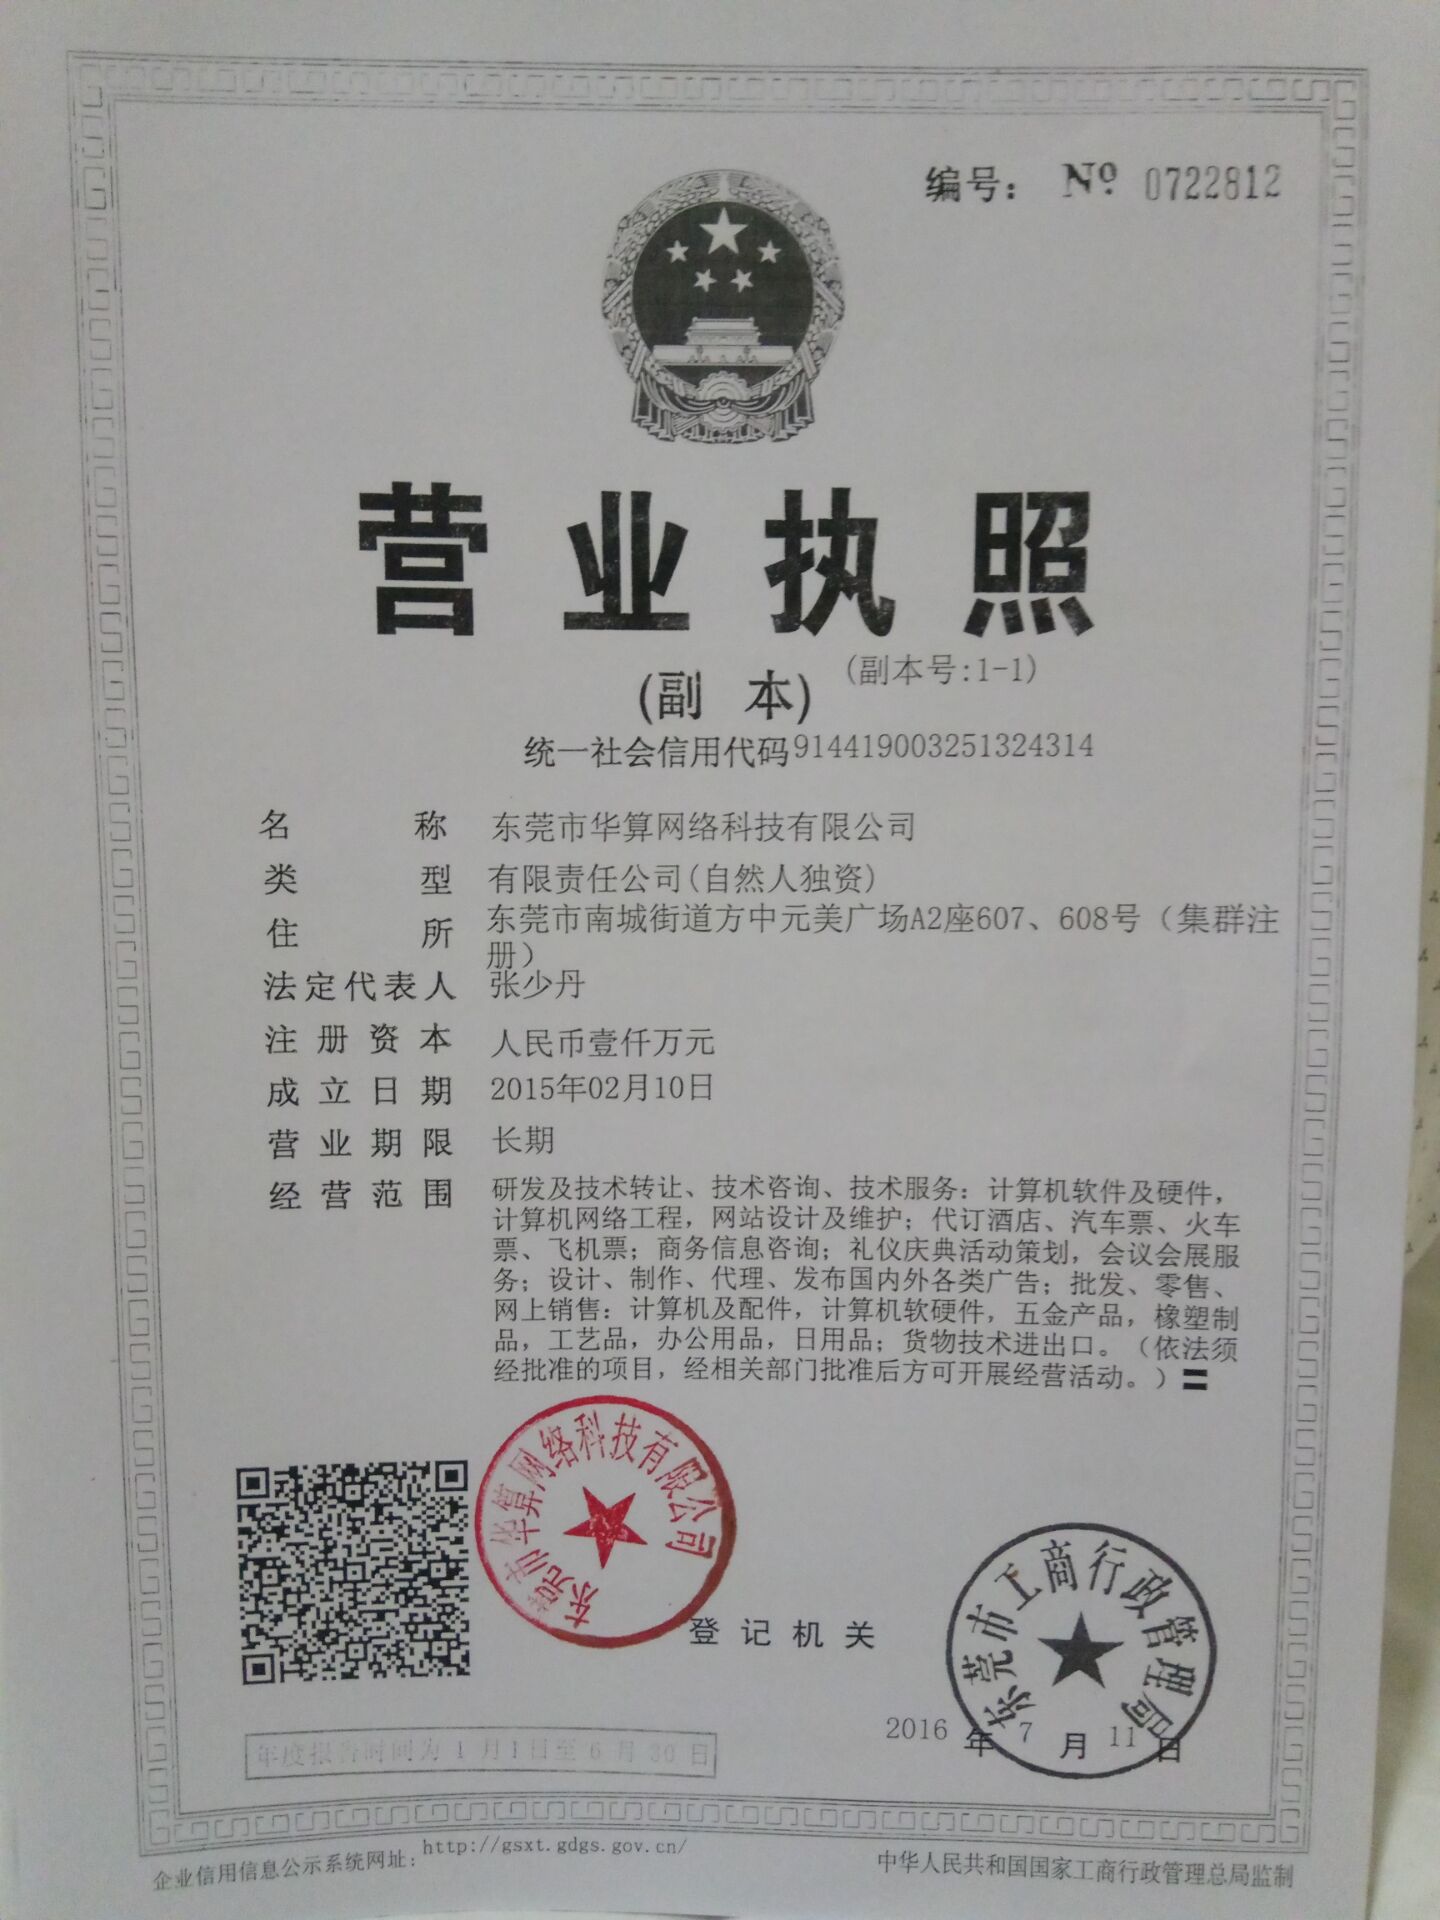 编号： № 0722812
营业执照
(副 本) (副本号:1-1)
统一社会信用代码914419003251324314
名 称 东莞市华算网络科技有限公司
类 型 有限责任公司(自然人独资)
住 所 东莞市南城街道方中元美广场A2座607、608号（集群注
册）
法定代表人 张少丹
注册资本 人民币壹仟万元
成立日期 2015年02月10日
营业期限 长期
经营范围 研发及技术转让、技术咨询、技术服务：计算机软件及硬件，
计算机网络工程，网站设计及维护；代订酒店、汽车票、火车
票、飞机票；商务信息咨询；礼仪庆典活动策划，会议会展服
务；设计、制作、代理、发布国内外各类广告；批发、零售、
网上销售：计算机及配件，计算机软硬件，五金产品，橡塑制
品，工艺品，办公用品，日用品；货物技术进出口。（依法须
经批准的项目，经相关部门批准后方可开展经营活动。）〓
东莞市华算网络科技有限公司
登记机关
东莞市工商行政管理局
2016 年 7 月 11 日
年度报告时间为1月1日至6月30日
企业信用信息公示系统网址：http://gsxt.gdgs.gov.cn/
中华人民共和国国家工商行政管理总局监制